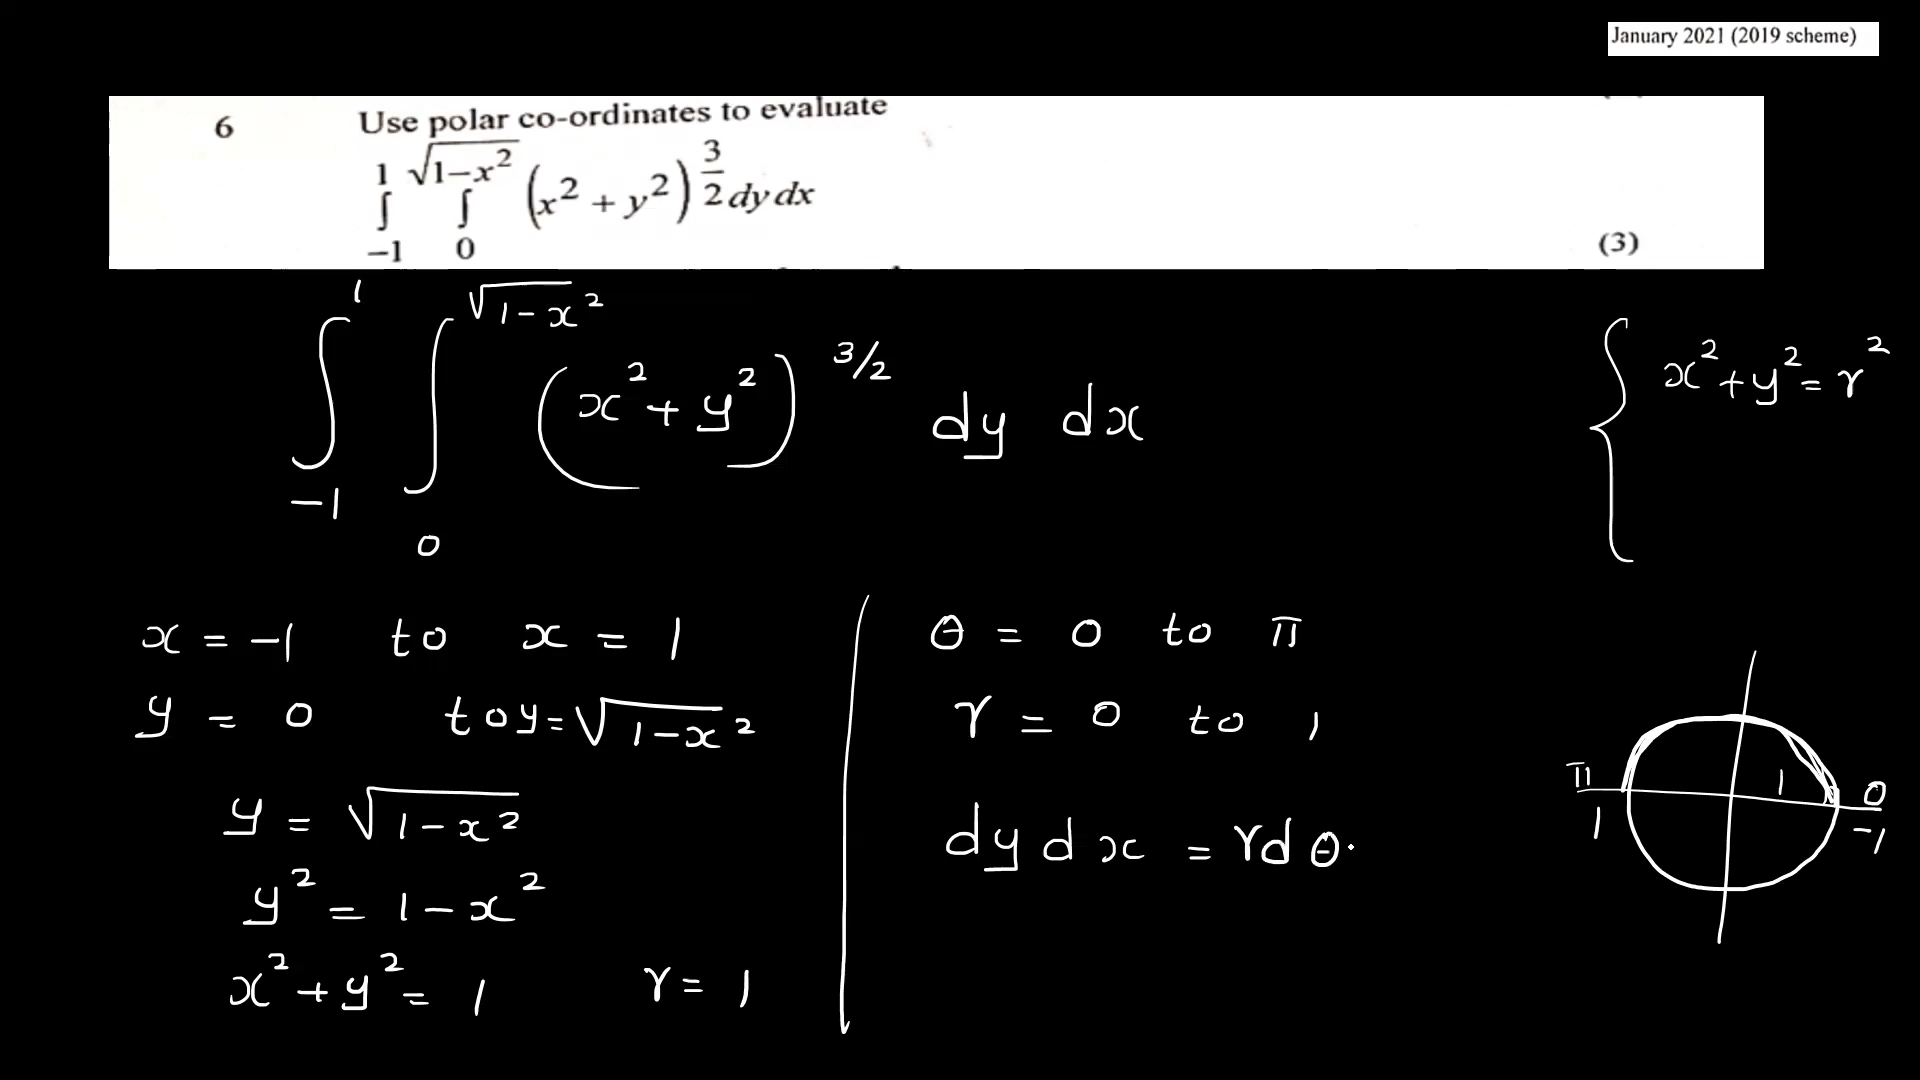 January 2021 (2019 scheme)
6 Use polar co-ordinates to evaluate
∫_{-1}^{1} ∫_{0}^{√1-x²} (x² + y²)^{3/2} dy dx
(3)
∫_{-1}^{1} ∫_{0}^{√1-x²} (x² + y²)^{3/2} dy dx
{ x² + y² = r²
x = -1 to x = 1
y = 0 to y = √1-x²
y = √1-x²
y² = 1-x²
x² + y² = 1 r = 1
θ = 0 to π
r = 0 to 1
dy dx = r d θ.
π 1 0
1 -1